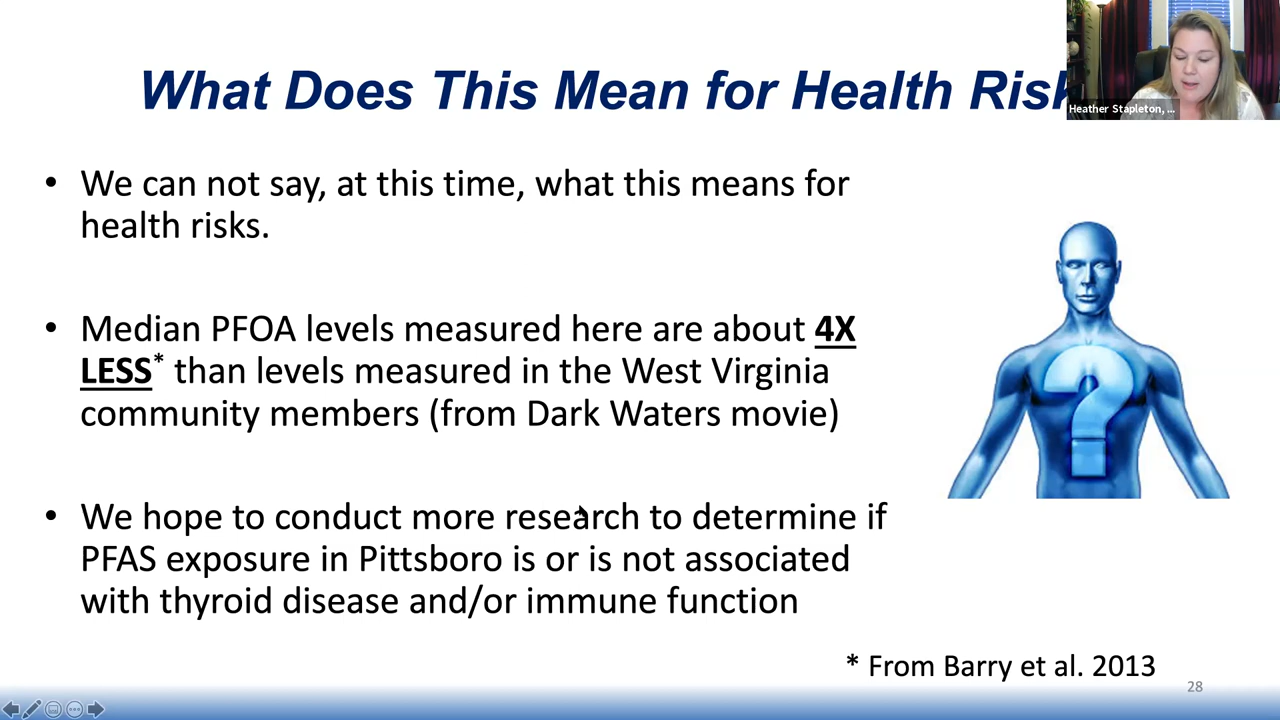 What Does This Mean for Health Risk
Heather Stapleton, ...
• We can not say, at this time, what this means for
health risks.
• Median PFOA levels measured here are about 4X
LESS* than levels measured in the West Virginia
community members (from Dark Waters movie)
• We hope to conduct more research to determine if
PFAS exposure in Pittsboro is or is not associated
with thyroid disease and/or immune function
?
* From Barry et al. 2013
28